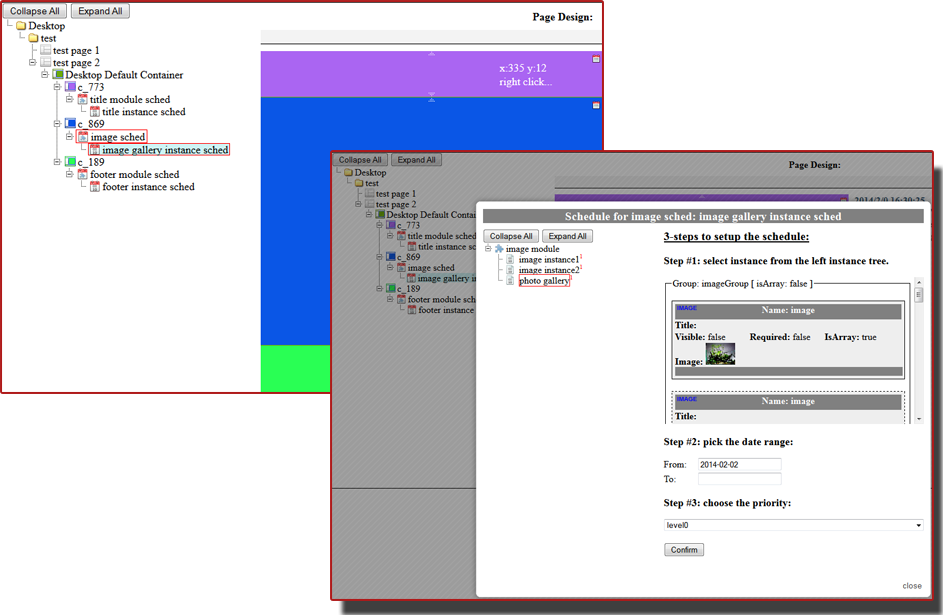 Collapse All Expand All
Page Design:
Desktop
test
test page 1
test page 2
Desktop Default Container
c_773
title module sched
title instance sched
c_869
image sched
image gallery instance sched
c_189
footer module sched
footer instance sched
x:335 y:12
right click...
Collapse All Expand All
Page Design:
Desktop
test
test page 1
test page 2
Desktop Default Contai
c_773
title module sched
title instance sc
c_869
image sched
image gallery i
c_189
footer module sch
footer instance
2014/2/0 16:30:25
Schedule for image sched: image gallery instance sched
Collapse All Expand All
image module
image instance1 1
image instance2 1
photo gallery
3-steps to setup the schedule:
Step #1: select instance from the left instance tree.
Group: imageGroup [ isArray: false ]
IMAGE Name: image
Title:
Visible: false Required: false IsArray: true
Image:
IMAGE Name: image
Title:
Step #2: pick the date range:
From: 2014-02-02
To:
Step #3: choose the priority:
level0
Confirm
close